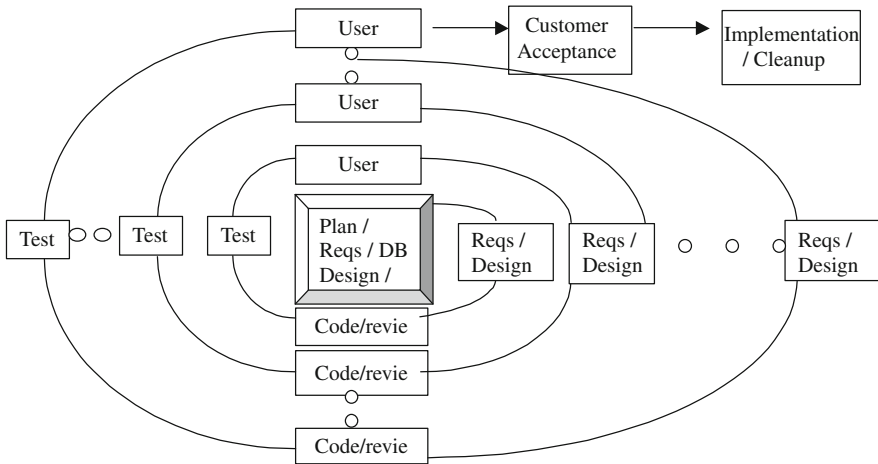 User
Customer
Acceptance
Implementation
/ Cleanup
User
User
Test
Test
Test
Plan /
Reqs / DB
Design /
Reqs /
Design
Reqs /
Design
Reqs /
Design
Code/revie
Code/revie
Code/revie